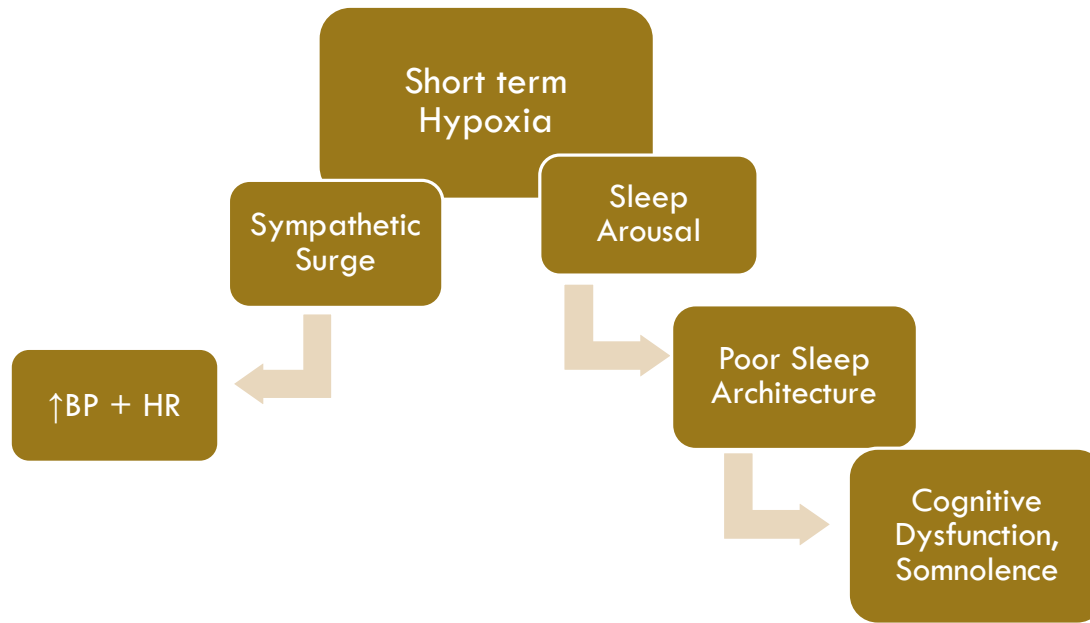 Short term
Hypoxia
Sympathetic
Surge
Sleep
Arousal
↑BP + HR
Poor Sleep
Architecture
Cognitive
Dysfunction,
Somnolence